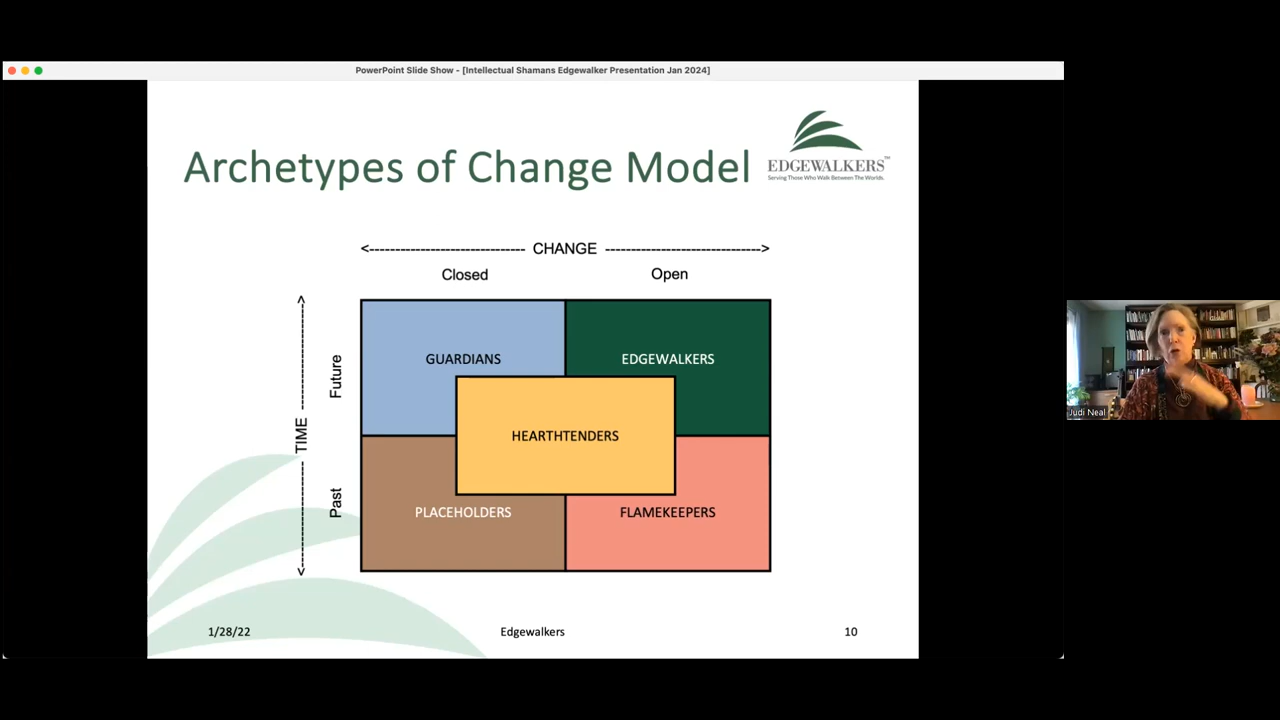 PowerPoint Slide Show - [Intellectual Shamans Edgewalker Presentation Jan 2024]
Archetypes of Change Model
EDGEWALKERS™
Serving Those Who Walk Between The Worlds.
<------------------------------ CHANGE ----------------------------->
Closed
Open
TIME
Future
Past
GUARDIANS
EDGEWALKERS
HEARTHTENDERS
PLACEHOLDERS
FLAMEKEEPERS
1/28/22
Edgewalkers
10
Judi Neal